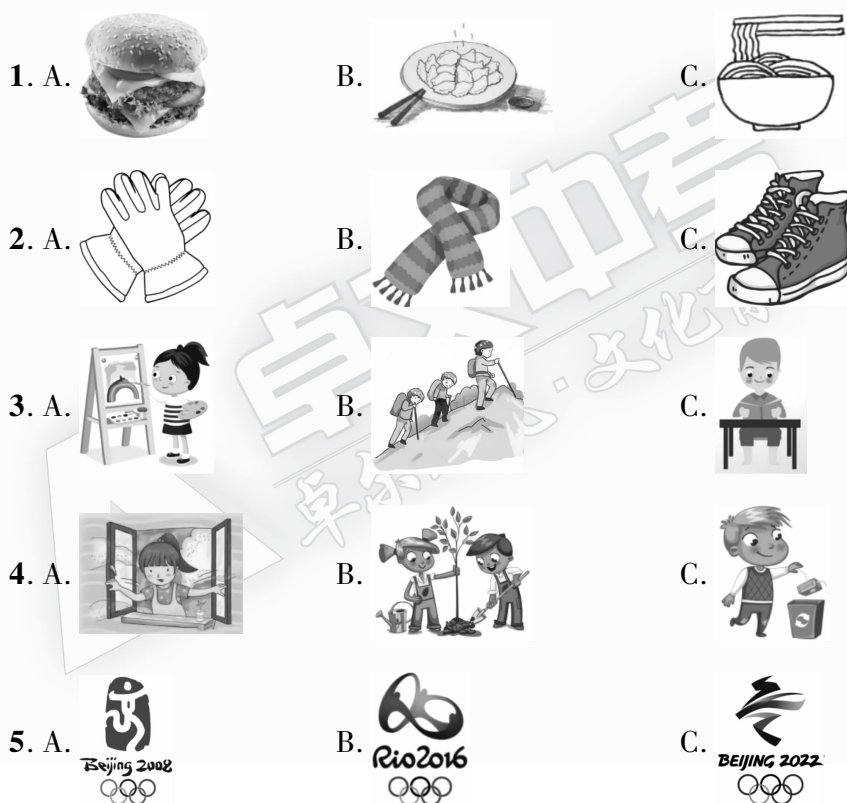 1. A. B. C.
2. A. B. C.
3. A. B. C.
4. A. B. C.
5. A. B. C.
Beijing 2008 Rio2016 BEIJING 2022